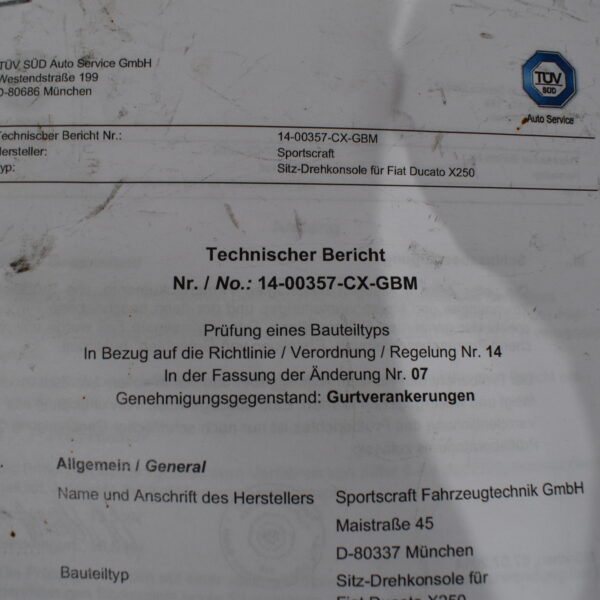 TÜV SÜD Auto Service GmbH
Westendstraße 199
D-80686 München
TÜV
SÜD
Auto Service
Technischer Bericht Nr.: 14-00357-CX-GBM
Hersteller: Sportscraft
Typ: Sitz-Drehkonsole für Fiat Ducato X250
Technischer Bericht
Nr. / No.: 14-00357-CX-GBM
Prüfung eines Bauteiltyps
In Bezug auf die Richtlinie / Verordnung / Regelung Nr. 14
In der Fassung der Änderung Nr. 07
Genehmigungsgegenstand: Gurtverankerungen
Allgemein / General
Name und Anschrift des Herstellers Sportscraft Fahrzeugtechnik GmbH
Maistraße 45
D-80337 München
Bauteiltyp Sitz-Drehkonsole für
Fiat Ducato X250